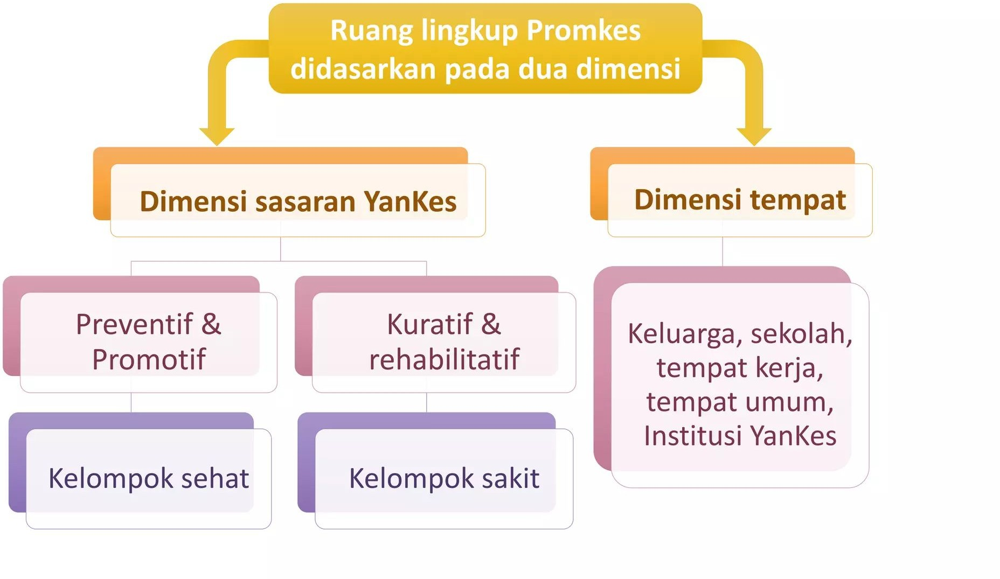 Ruang lingkup Promkes
didasarkan pada dua dimensi
Dimensi sasaran YanKes
Dimensi tempat
Preventif &
Promotif
Kuratif &
rehabilitatif
Keluarga, sekolah,
tempat kerja,
tempat umum,
Institusi YanKes
Kelompok sehat
Kelompok sakit